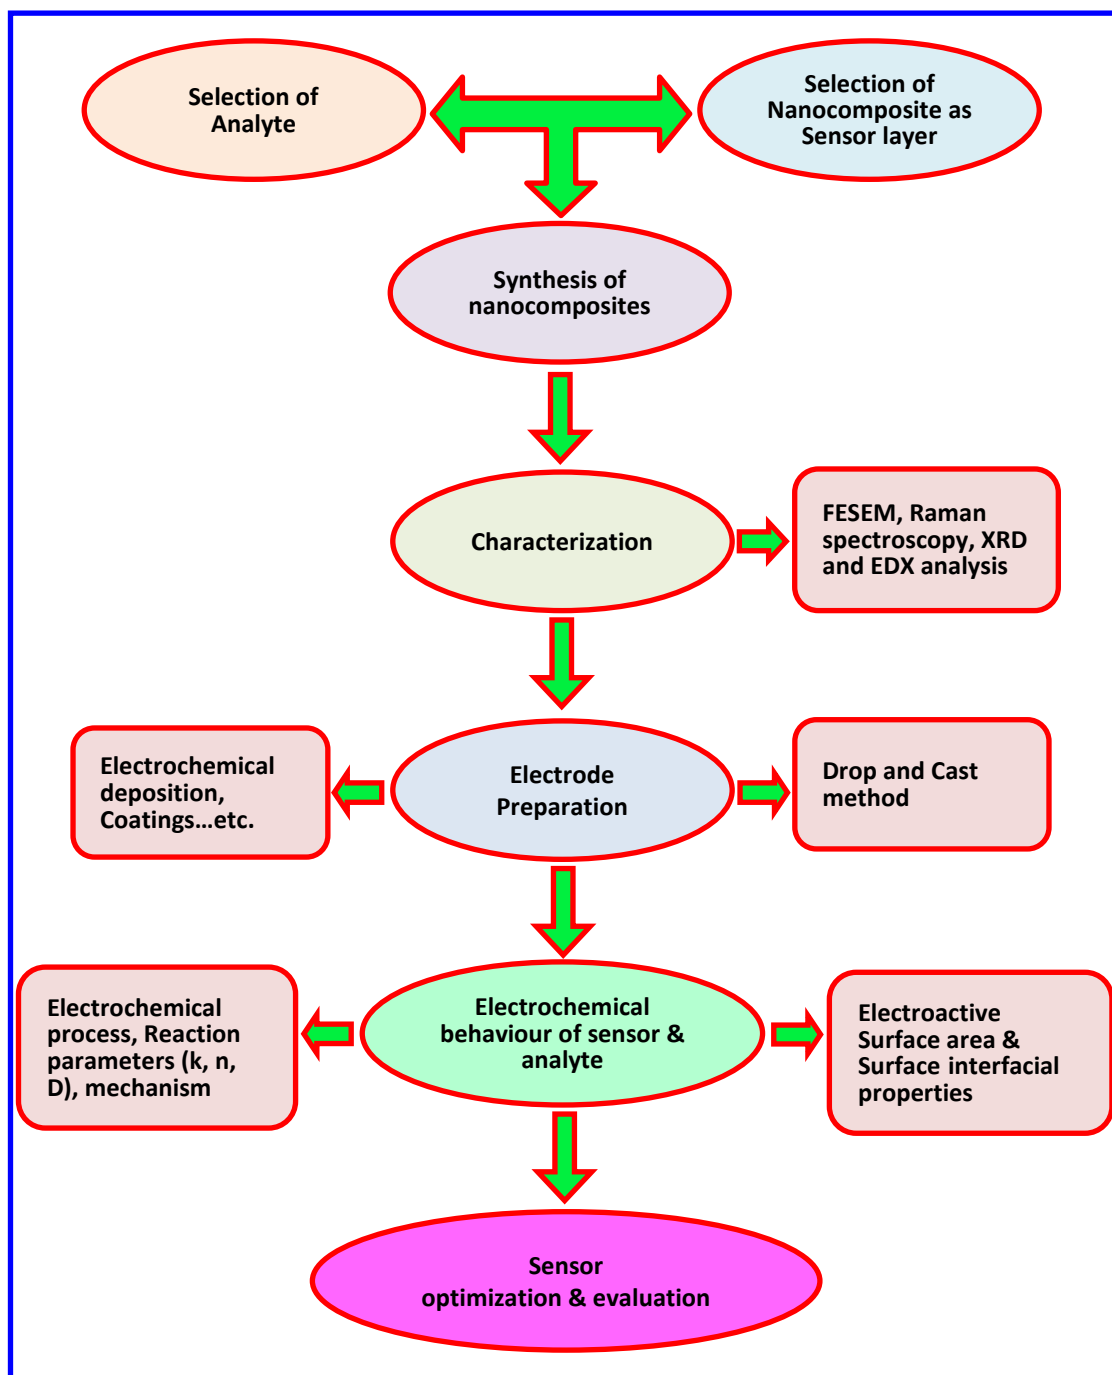 Selection of
Analyte
Selection of
Nanocomposite as
Sensor layer
Synthesis of
nanocomposites
Characterization
FESEM, Raman
spectroscopy, XRD
and EDX analysis
Electrochemical
deposition,
Coatings...etc.
Electrode
Preparation
Drop and Cast
method
Electrochemical
process, Reaction
parameters (k, n,
D), mechanism
Electrochemical
behaviour of sensor &
analyte
Electroactive
Surface area &
Surface interfacial
properties
Sensor
optimization & evaluation